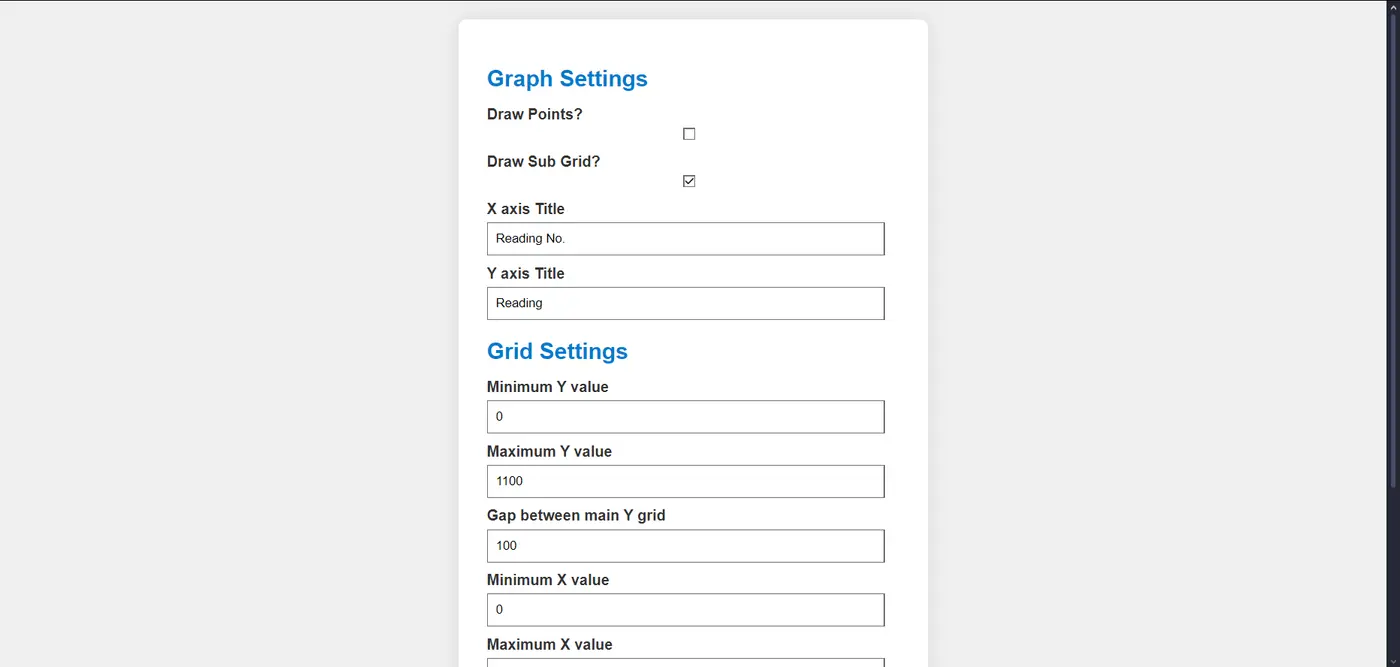 Graph Settings
Draw Points?
Draw Sub Grid?
X axis Title
Reading No.
Y axis Title
Reading
Grid Settings
Minimum Y value
0
Maximum Y value
1100
Gap between main Y grid
100
Minimum X value
0
Maximum X value